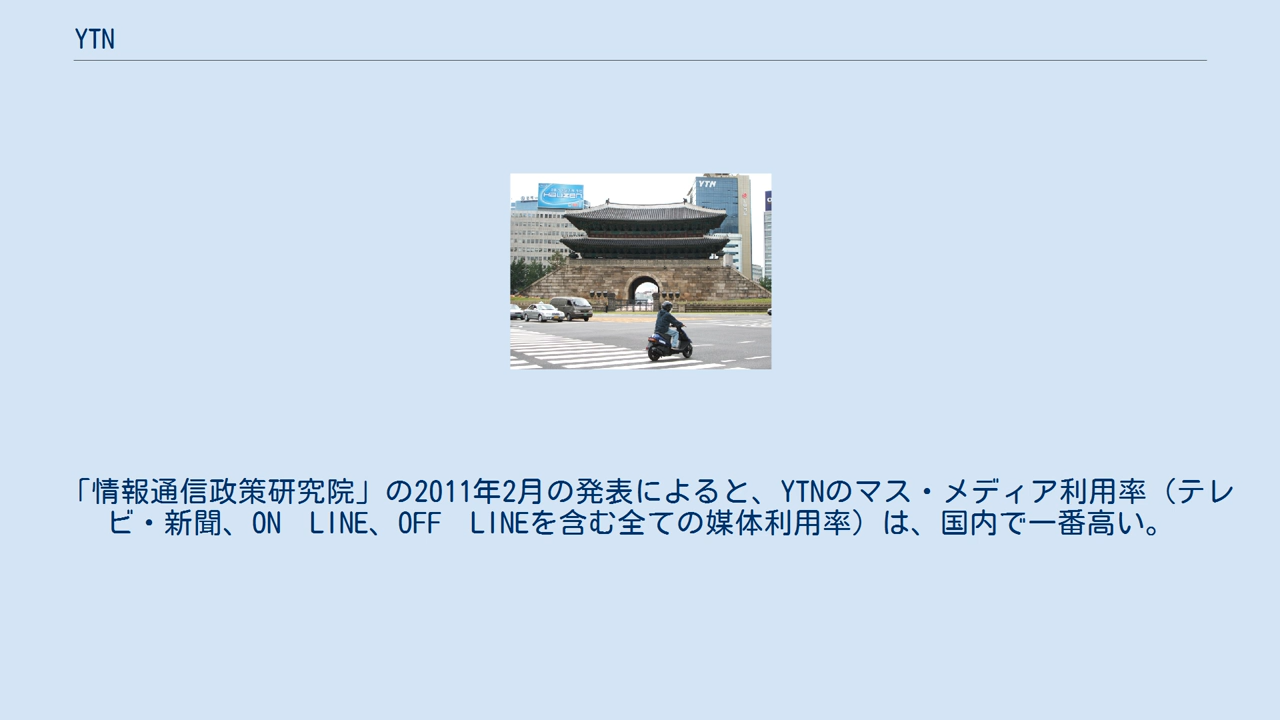 YTN
YTN
「情報通信政策研究院」の2011年2月の発表によると、YTNのマス・メディア利用率（テレ
ビ・新聞、ON　LINE、OFF　LINEを含む全ての媒体利用率）は、国内で一番高い。